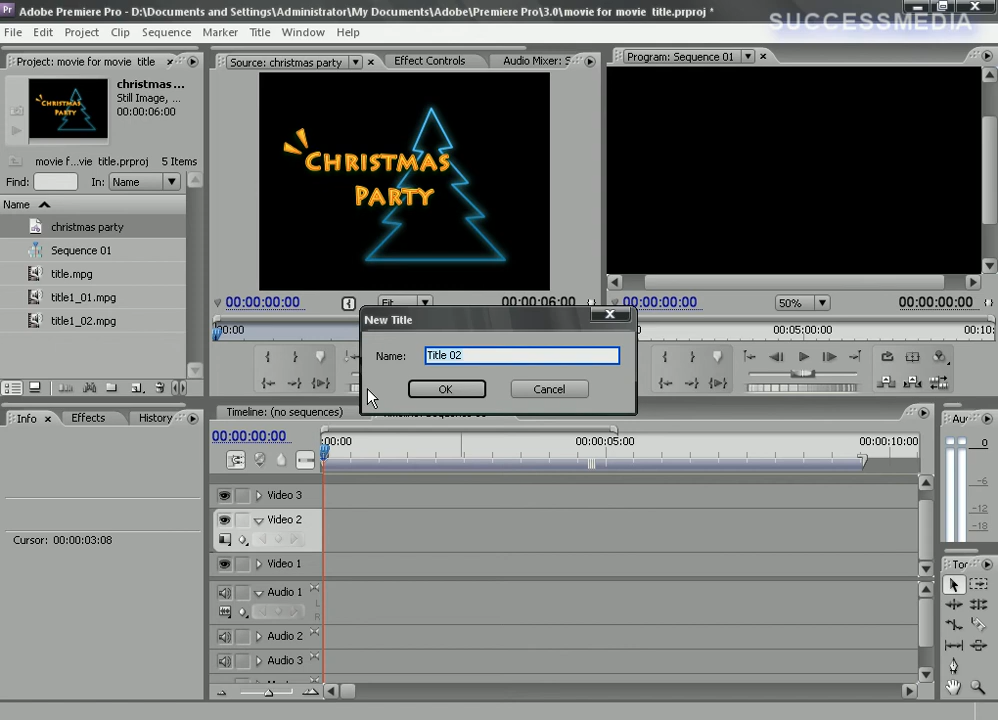 Adobe Premiere Pro - D:\Documents and Settings\Administrator\My Documents\Adobe\Premiere Pro\3.0\movie for movie title.prproj *
SUCCESSMEDIA
File Edit Project Clip Sequence Marker Title Window Help
Project: movie for movie title
Source: christmas party
Effect Controls
Audio Mixer: S
Program: Sequence 01
christmas ...
Still Image, ...
00:00:06:00
CHRISTMAS
PARTY
movie f...vie title.prproj 5 Items
Find: In: Name
Name
christmas party
Sequence 01
title.mpg
title1_01.mpg
title1_02.mpg
00:00:00:00 Fit 00:00:06:00
00:00:00:00 50% 00:00:00:00
00:00
00:05:00:00 00:10:
New Title
Name: Title 02
OK Cancel
Info Effects History
Timeline: (no sequences)
00:00:00:00
:00:00 00:00:05:00 00:00:10:00
Cursor: 00:00:03:08
Video 3
Video 2
Video 1
Audio 1
L
R
Audio 2
Audio 3
Au
0
-6
-12
-18
Too